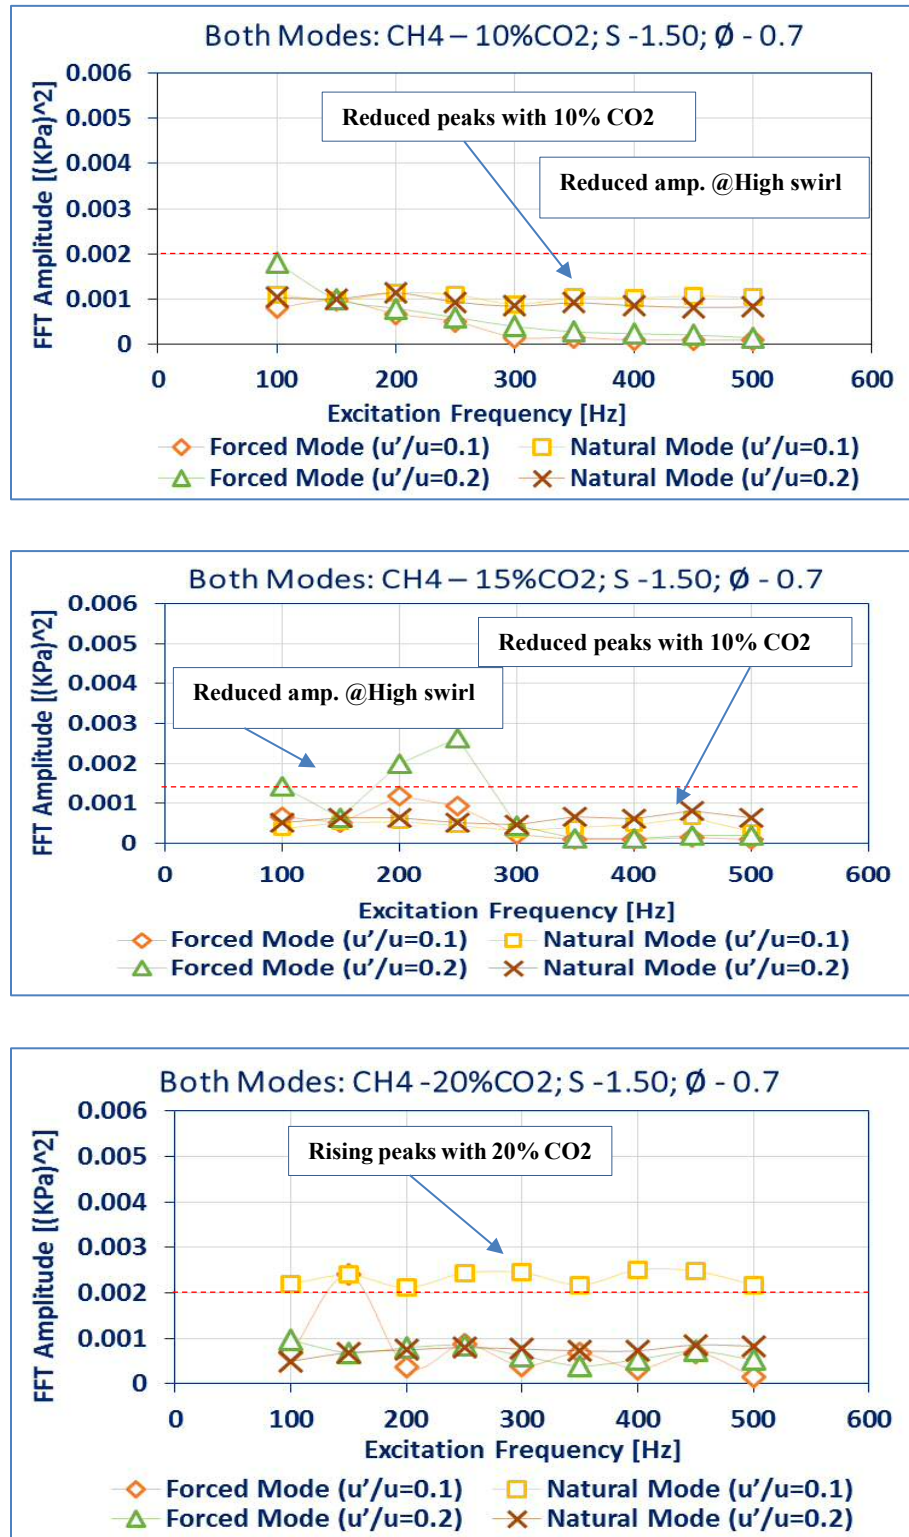 Both Modes: CH4 – 10%CO2; S -1.50; Ø - 0.7
FFT Amplitude [(KPa)^2]
0.006
0.005
0.004
0.003
0.002
0.001
0
Reduced peaks with 10% CO2
Reduced amp. @High swirl
0 100 200 300 400 500 600
Excitation Frequency [Hz]
Forced Mode (u'/u=0.1) Natural Mode (u'/u=0.1)
Forced Mode (u'/u=0.2) Natural Mode (u'/u=0.2)
Both Modes: CH4 – 15%CO2; S -1.50; Ø - 0.7
FFT Amplitude [(KPa)^2]
0.006
0.005
0.004
0.003
0.002
0.001
0
Reduced peaks with 10% CO2
Reduced amp. @High swirl
0 100 200 300 400 500 600
Excitation Frequency [Hz]
Forced Mode (u'/u=0.1) Natural Mode (u'/u=0.1)
Forced Mode (u'/u=0.2) Natural Mode (u'/u=0.2)
Both Modes: CH4 -20%CO2; S -1.50; Ø - 0.7
FFT Amplitude [(KPa)^2]
0.006
0.005
0.004
0.003
0.002
0.001
0
Rising peaks with 20% CO2
0 100 200 300 400 500 600
Excitation Frequency [Hz]
Forced Mode (u'/u=0.1) Natural Mode (u'/u=0.1)
Forced Mode (u'/u=0.2) Natural Mode (u'/u=0.2)